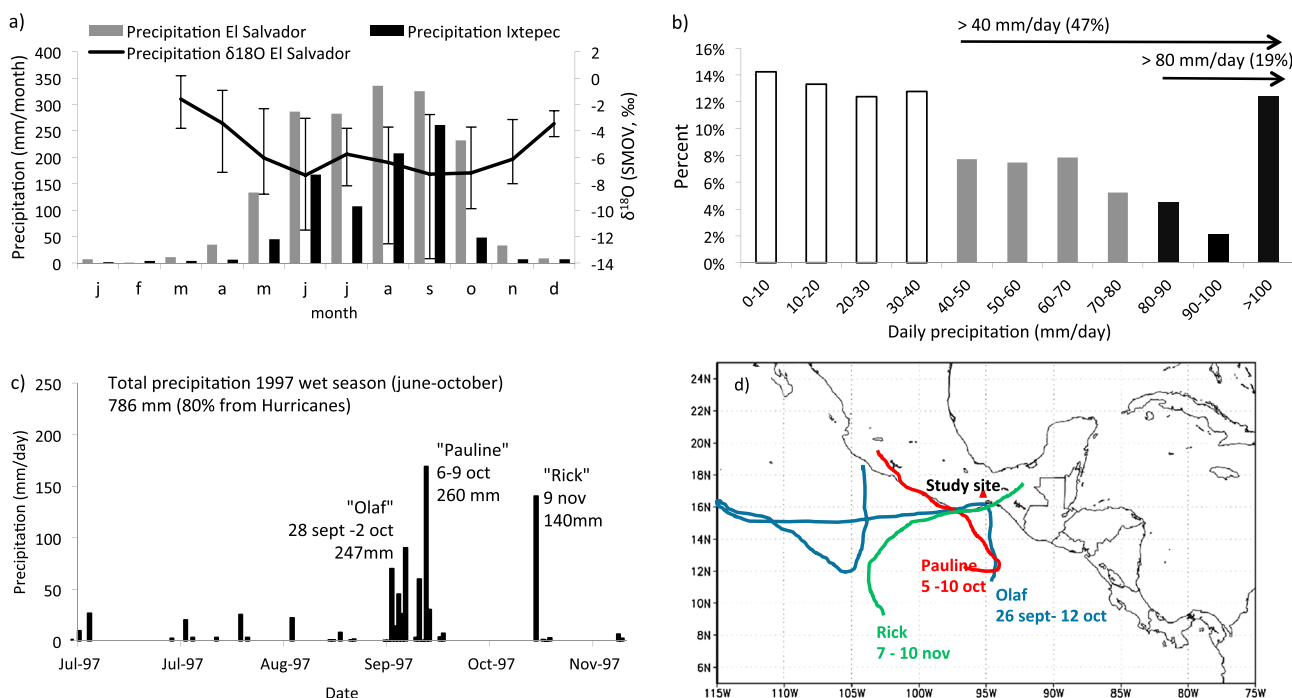 a)
Precipitation El Salvador
Precipitation Ixtepec
Precipitation δ18O El Salvador
Precipitation (mm/month)
400
350
300
250
200
150
100
50
0
2
0
-2
-4
-6
-8
-10
-12
-14
δ18O (SMOV, ‰)
j f m a m j j a s o n d
month
b)
> 40 mm/day (47%)
> 80 mm/day (19%)
Percent
16%
14%
12%
10%
8%
6%
4%
2%
0%
0-10
10-20
20-30
30-40
40-50
50-60
60-70
70-80
80-90
90-100
>100
Daily precipitation (mm/day)
c)
Total precipitation 1997 wet season (june-october)
786 mm (80% from Hurricanes)
Precipitation (mm/day)
250
200
150
100
50
0
"Olaf"
28 sept -2 oct
247mm
"Pauline"
6-9 oct
260 mm
"Rick"
9 nov
140mm
Jul-97 Jul-97 Aug-97 Sep-97 Oct-97 Nov-97
Date
d)
24N
22N
20N
18N
16N
14N
12N
10N
8N
6N
Study site
Pauline
5 -10 oct
Olaf
26 sept- 12 oct
Rick
7 - 10 nov
115W 110W 105W 100W 95W 90W 85W 80W 75W